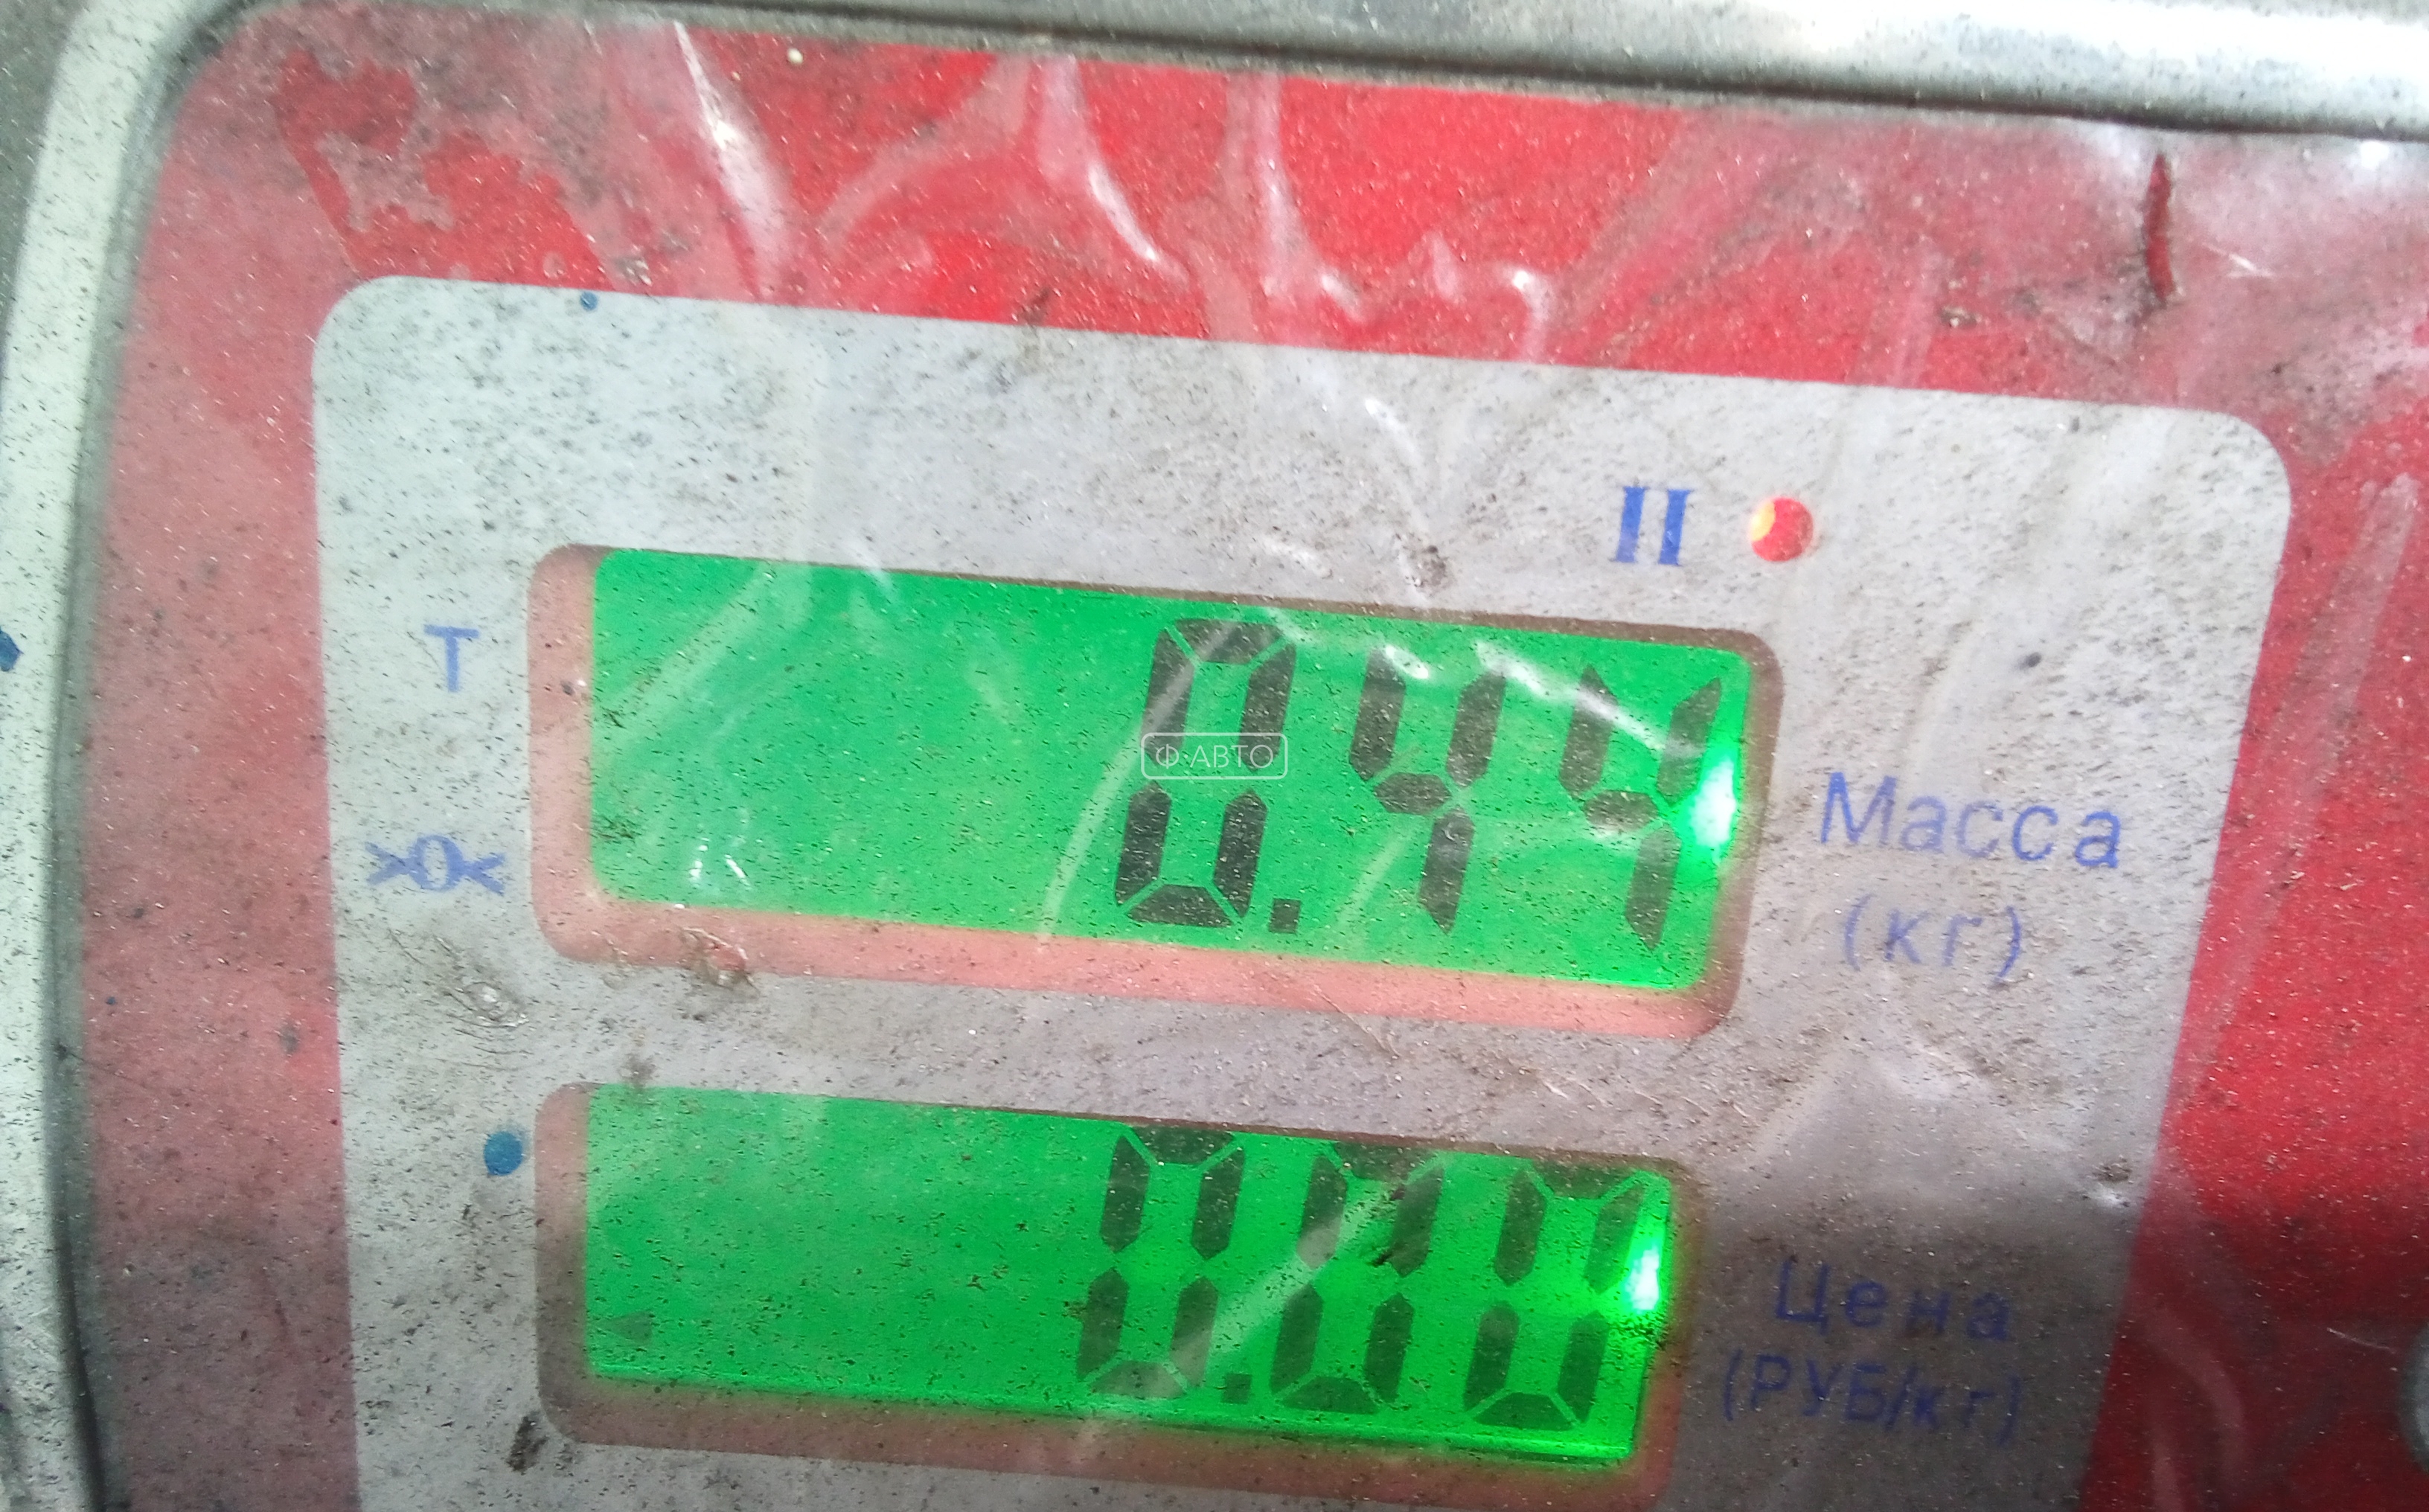 II
T
0.44
Ф·АВТО
>0<
Масса
(кг)
0.00
Цена
(РУБ/кг)